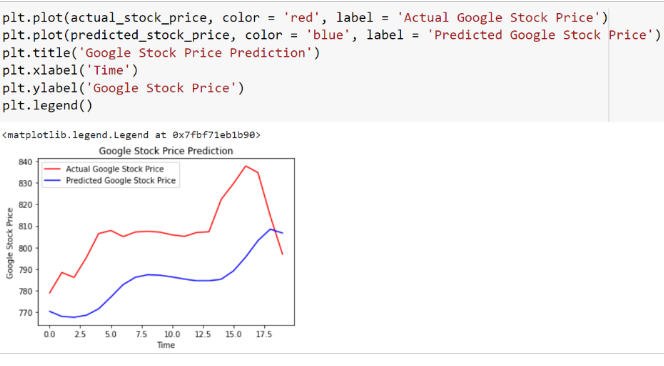 plt.plot(actual_stock_price, color = 'red', label = 'Actual Google Stock Price')
plt.plot(predicted_stock_price, color = 'blue', label = 'Predicted Google Stock Price')
plt.title('Google Stock Price Prediction')
plt.xlabel('Time')
plt.ylabel('Google Stock Price')
plt.legend()
<matplotlib.legend.Legend at 0x7fbf71eb1b90>
Google Stock Price Prediction
Actual Google Stock Price
Predicted Google Stock Price
Google Stock Price
840
830
820
810
800
790
780
770
0.0 2.5 5.0 7.5 10.0 12.5 15.0 17.5
Time